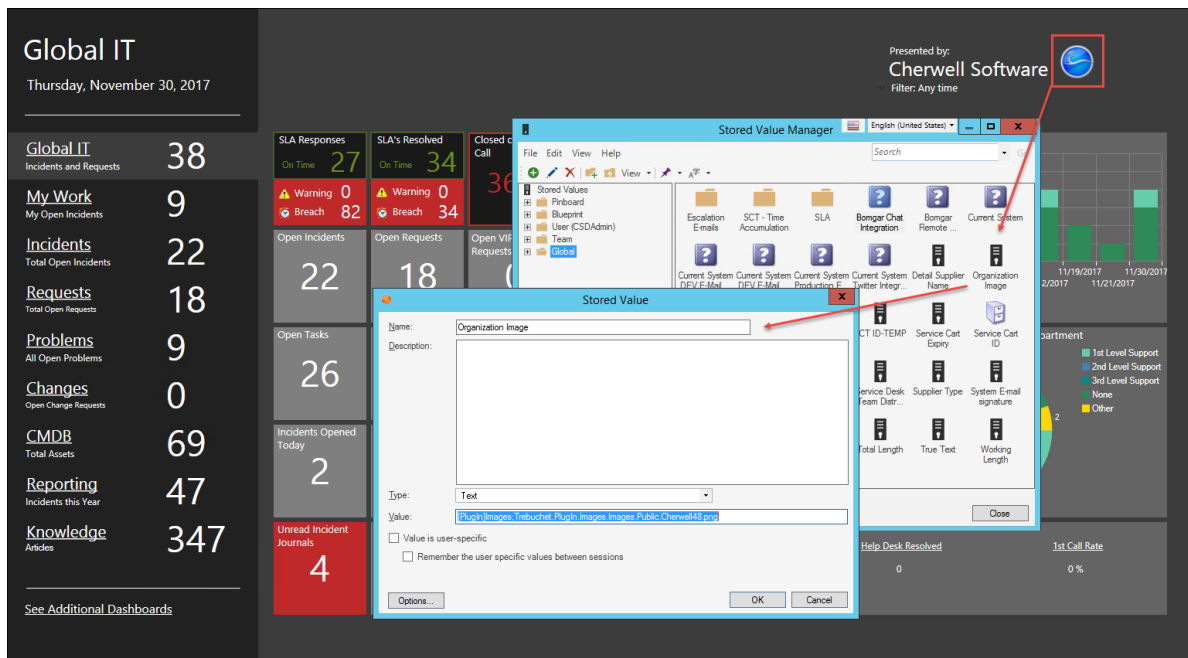 Global IT
Thursday, November 30, 2017
Presented by:
Cherwell Software
Filter: Any time
Global IT
Incidents and Requests
38
My Work
My Open Incidents
9
Incidents
Total Open Incidents
22
Requests
Total Open Requests
18
Problems
All Open Problems
9
Changes
Open Change Requests
0
CMDB
Total Assets
69
Reporting
Incidents this Year
47
Knowledge
Articles
347
See Additional Dashboards
SLA Responses
On Time 27
Warning 0
Breach 82
SLA's Resolved
On Time 34
Warning 0
Breach 34
Closed
Call
Open Incidents
22
Open Requests
18
Open VIP
Requests
Open Tasks
26
Incidents Opened
Today
2
Unread Incident
Journals
4
Stored Value Manager
English (United States)
File Edit View Help
Search
View
Stored Values
Pinboard
Blueprint
User (CSDAdmin)
Team
Global
Escalation
E-mails
SCT - Time
Accumulation
SLA
Bomgar Chat
Integration
Bomgar
Remote ...
Current System
Current System
DEV E-Mail
Current System
DEV E-Mail
Current System
Production E
Current System
Twitter Integr...
Detail Supplier
Name
Organization
Image
CT ID-TEMP
Service Cart
Expiry
Service Cart
ID
Service Desk
Team Distr...
Supplier Type
System E-mail
signature
Total Length
True Text
Working
Length
Close
Stored Value
Name:
Organization Image
Description:
Type:
Text
Value:
[PlugIn]Images;Trebuchet.PlugIn.Images.Images.Public.Cherwell48.png
Value is user-specific
Remember the user specific values between sessions
Options...
OK
Cancel
11/19/2017 11/30/2017
2/2017 11/21/2017
partment
1st Level Support
2nd Level Support
3rd Level Support
None
Other
2
Help Desk Resolved
0
1st Call Rate
0 %